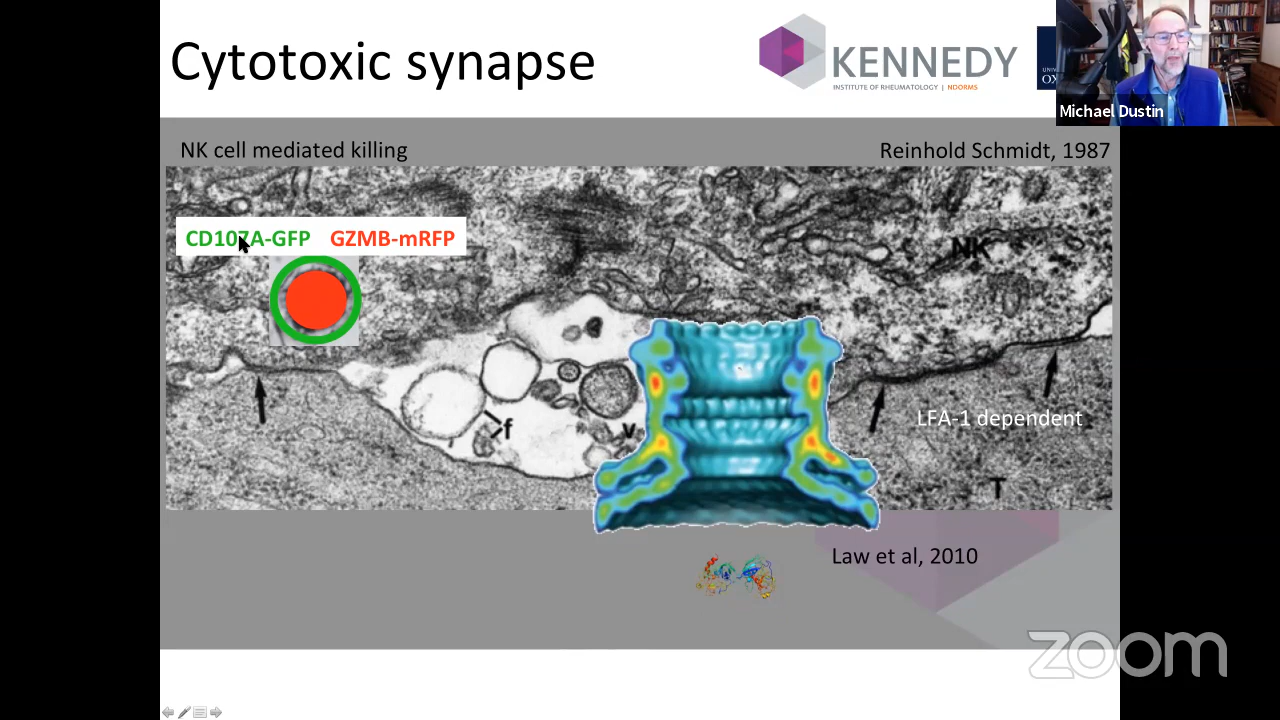 Cytotoxic synapse
KENNEDY
INSTITUTE OF RHEUMATOLOGY | NDORMS
Michael Dustin
NK cell mediated killing
Reinhold Schmidt, 1987
CD107A-GFP GZMB-mRFP
NK
f
v
LFA-1 dependent
T
Law et al, 2010
zoom